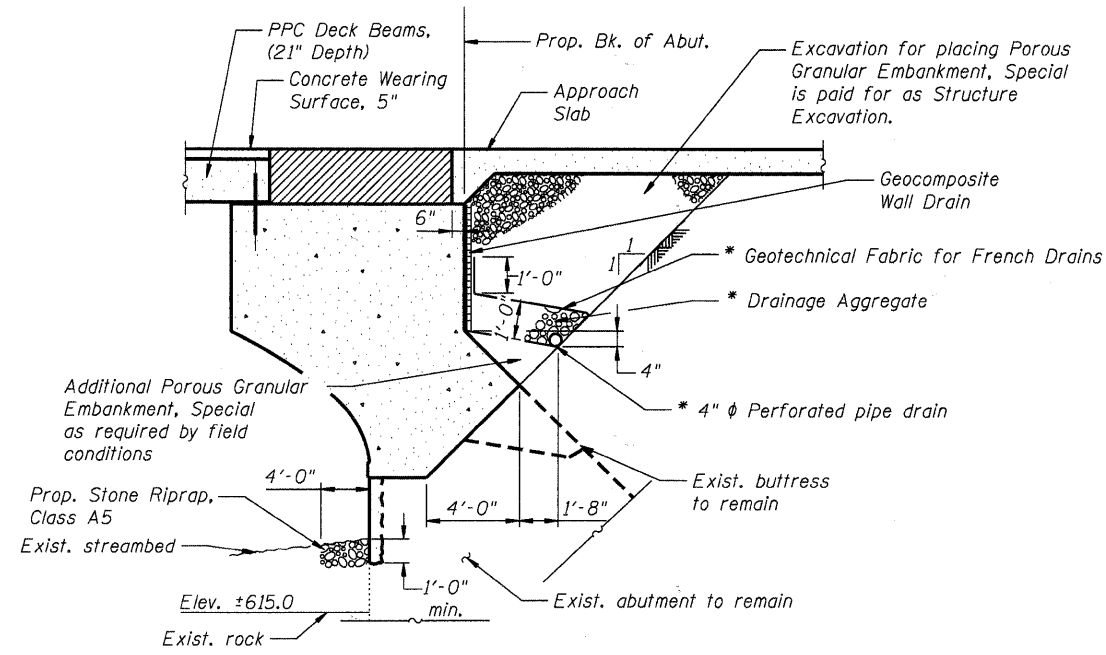 PPC Deck Beams,
(21" Depth)
Concrete Wearing
Surface, 5"
Prop. Bk. of Abut.
Approach
Slab
Excavation for placing Porous
Granular Embankment, Special
is paid for as Structure
Excavation.
Geocomposite
Wall Drain
6"
1'-0"
1
1
* Geotechnical Fabric for French Drains
1'-0"
* Drainage Aggregate
4"
Additional Porous Granular
Embankment, Special
as required by field
conditions
* 4" ϕ Perforated pipe drain
4'-0"
Prop. Stone Riprap,
Class A5
4'-0"
1'-8"
Exist. buttress
to remain
Exist. streambed
1'-0"
min.
Elev. ±615.0
Exist. abutment to remain
Exist. rock